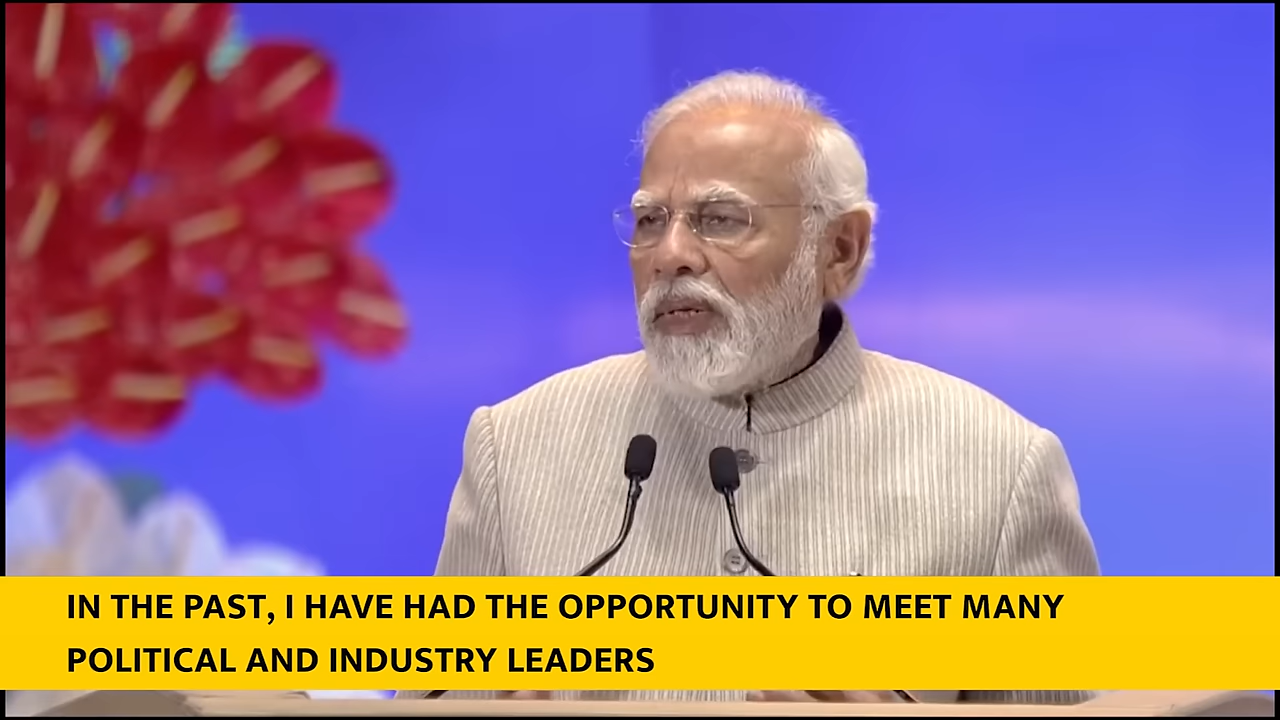 IN THE PAST, I HAVE HAD THE OPPORTUNITY TO MEET MANY
POLITICAL AND INDUSTRY LEADERS